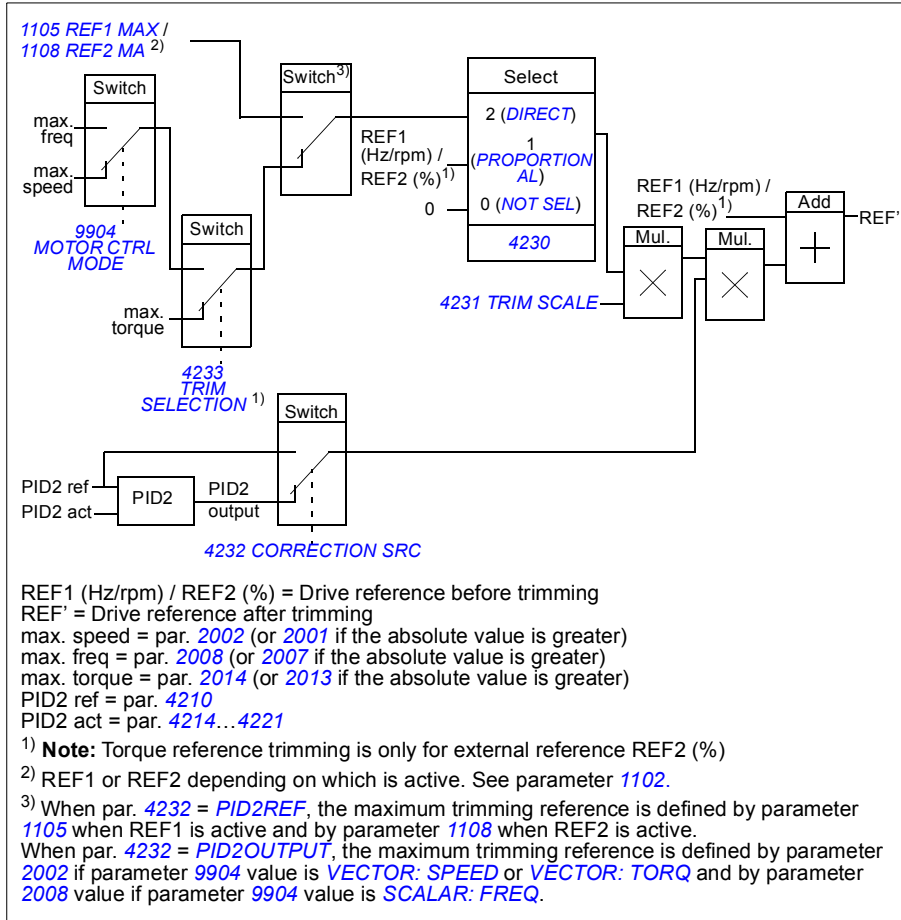 1105 REF1 MAX /
1108 REF2 MA 2)
Switch
max.
freq
max.
speed
9904
MOTOR CTRL
MODE
Switch
max.
torque
4233
TRIM
SELECTION 1)
Switch3)
REF1
(Hz/rpm) /
REF2 (%)1)
0
Select
2 (DIRECT)
1
(PROPORTION
AL)
0 (NOT SEL)
4230
4231 TRIM SCALE
Mul.
Mul.
REF1 (Hz/rpm) /
REF2 (%)1)
Add
REF'
Switch
PID2 ref
PID2 act
PID2
PID2
output
4232 CORRECTION SRC
REF1 (Hz/rpm) / REF2 (%) = Drive reference before trimming
REF’ = Drive reference after trimming
max. speed = par. 2002 (or 2001 if the absolute value is greater)
max. freq = par. 2008 (or 2007 if the absolute value is greater)
max. torque = par. 2014 (or 2013 if the absolute value is greater)
PID2 ref = par. 4210
PID2 act = par. 4214…4221
1) Note: Torque reference trimming is only for external reference REF2 (%)
2) REF1 or REF2 depending on which is active. See parameter 1102.
3) When par. 4232 = PID2REF, the maximum trimming reference is defined by parameter
1105 when REF1 is active and by parameter 1108 when REF2 is active.
When par. 4232 = PID2OUTPUT, the maximum trimming reference is defined by parameter
2002 if parameter 9904 value is VECTOR: SPEED or VECTOR: TORQ and by parameter
2008 value if parameter 9904 value is SCALAR: FREQ.